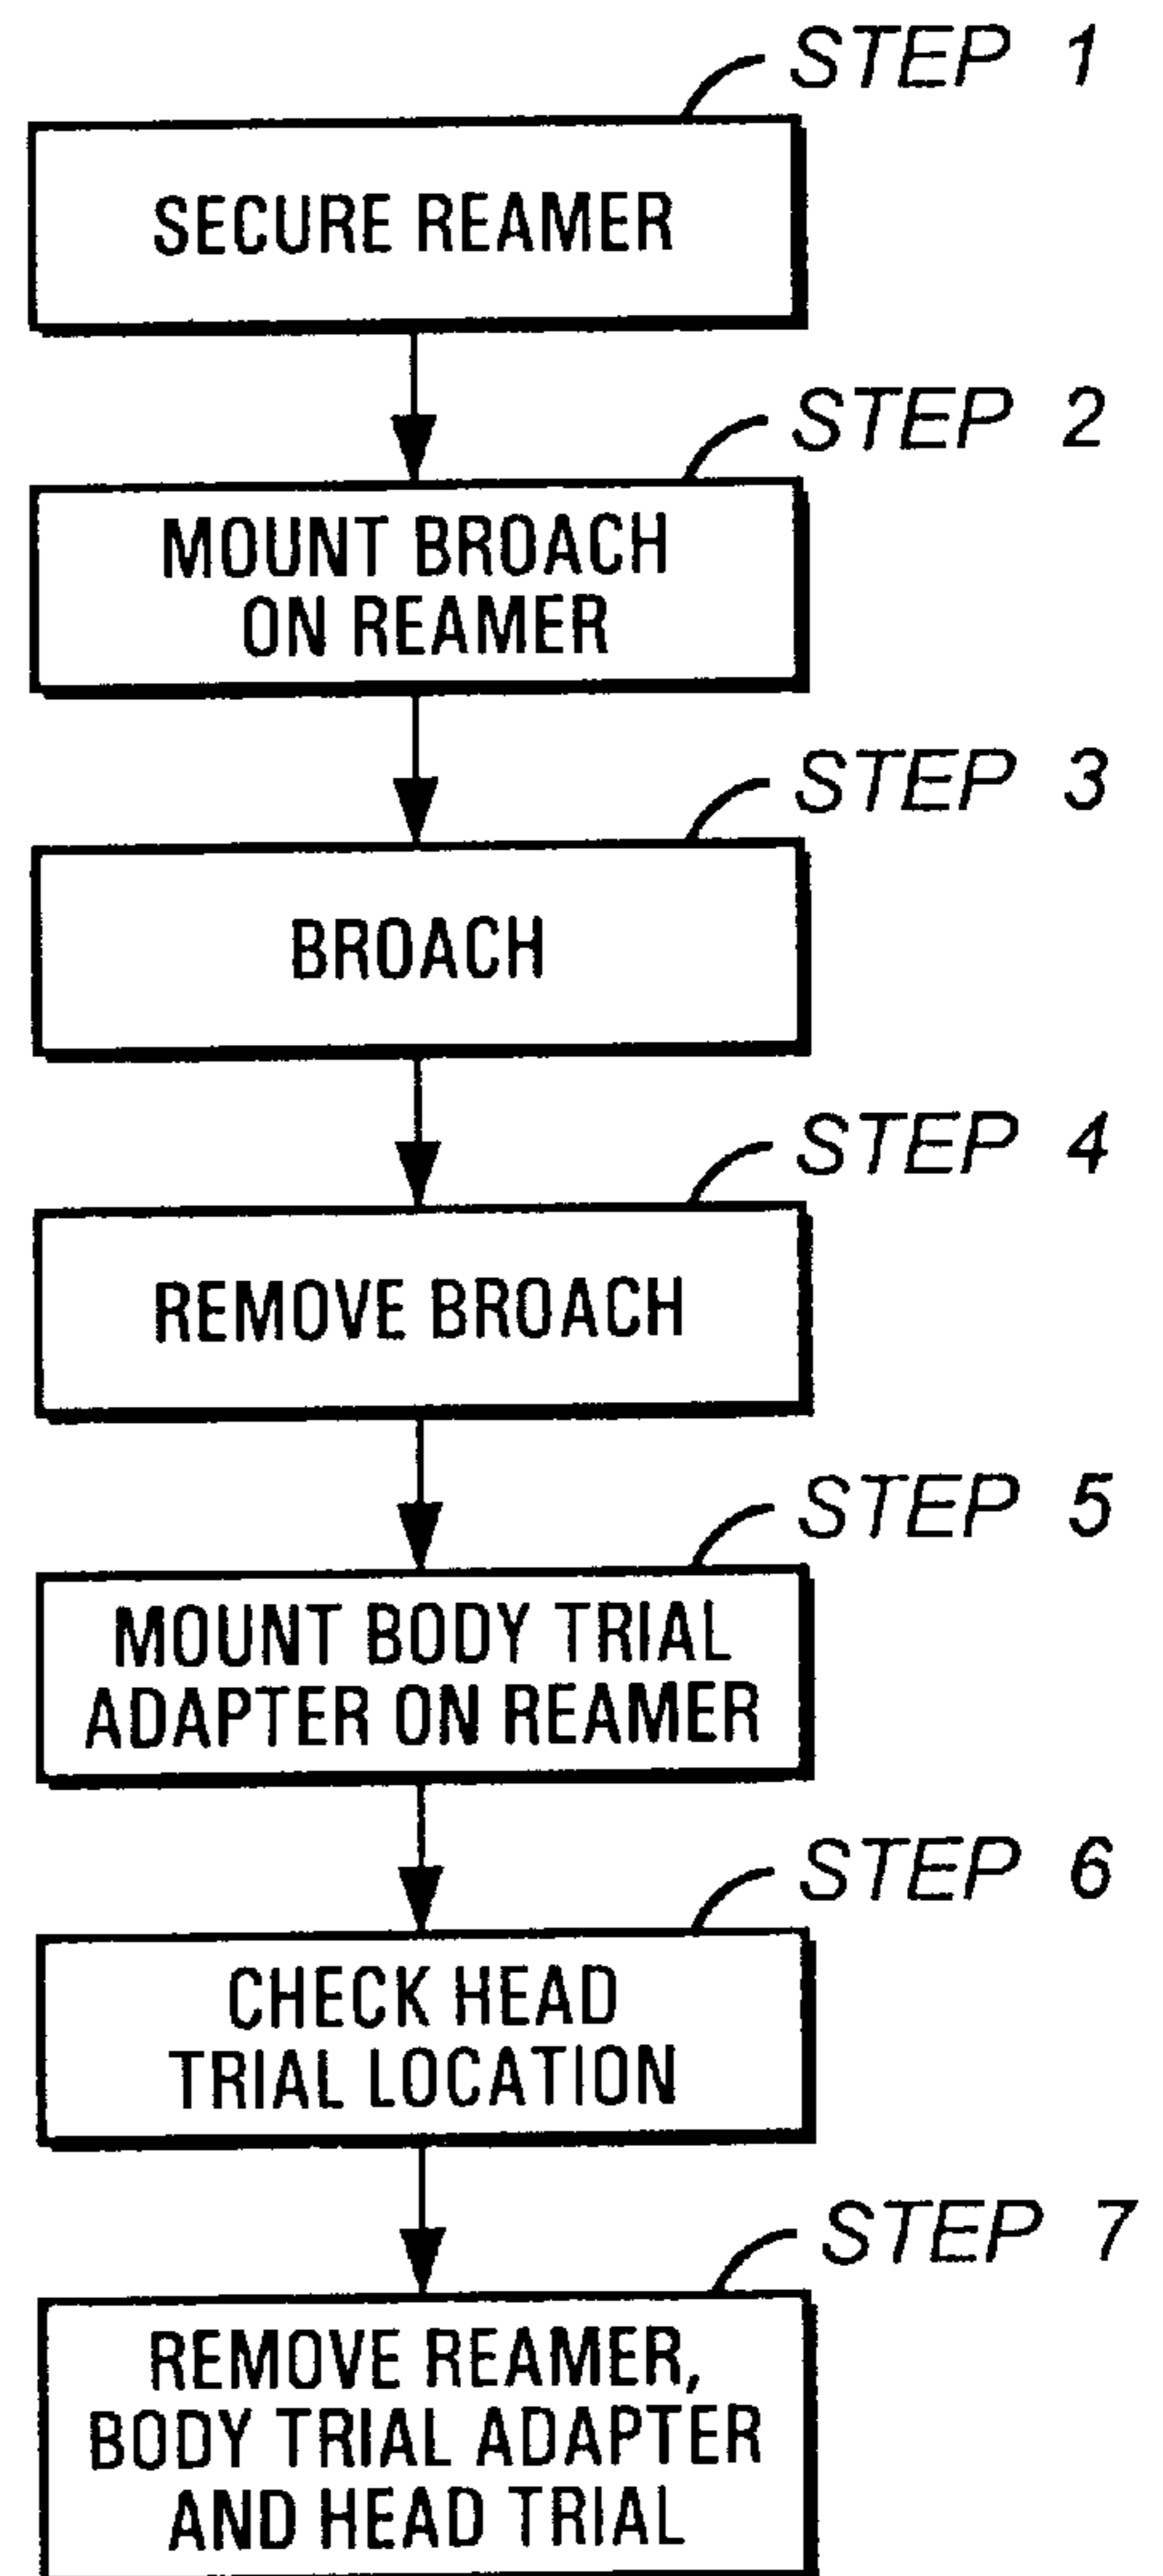 STEP 1
SECURE REAMER
STEP 2
MOUNT BROACH
ON REAMER
STEP 3
BROACH
STEP 4
REMOVE BROACH
STEP 5
MOUNT BODY TRIAL
ADAPTER ON REAMER
STEP 6
CHECK HEAD
TRIAL LOCATION
STEP 7
REMOVE REAMER,
BODY TRIAL ADAPTER
AND HEAD TRIAL